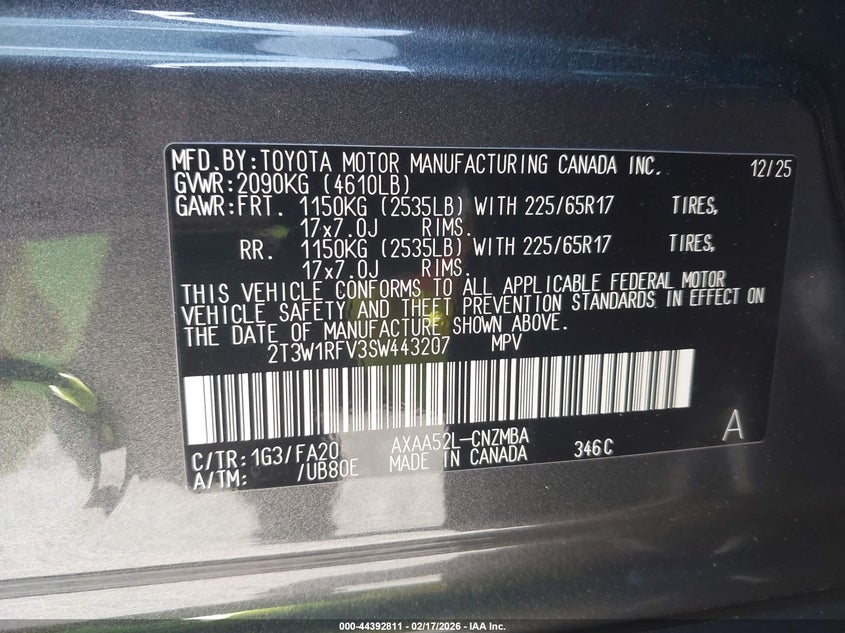 MFD.BY:TOYOTA MOTOR MANUFACTURING CANADA INC. 12/25
GVWR:2090KG (4610LB)
GAWR:FRT. 1150KG (2535LB) WITH 225/65R17 TIRES,
17x7.0J RIMS.
RR. 1150KG (2535LB) WITH 225/65R17 TIRES,
17x7.0J RIMS.
THIS VEHICLE CONFORMS TO ALL APPLICABLE FEDERAL MOTOR
VEHICLE SAFETY AND THEFT PREVENTION STANDARDS IN EFFECT ON
THE DATE OF MANUFACTURE SHOWN ABOVE.
2T3W1RFV3SW443207 MPV
C/TR:1G3/FA20 AXAA52L-CNZMBA 346C A
A/TM: /UB80E MADE IN CANADA
000-44392811 - 02/17/2026 - IAA Inc.